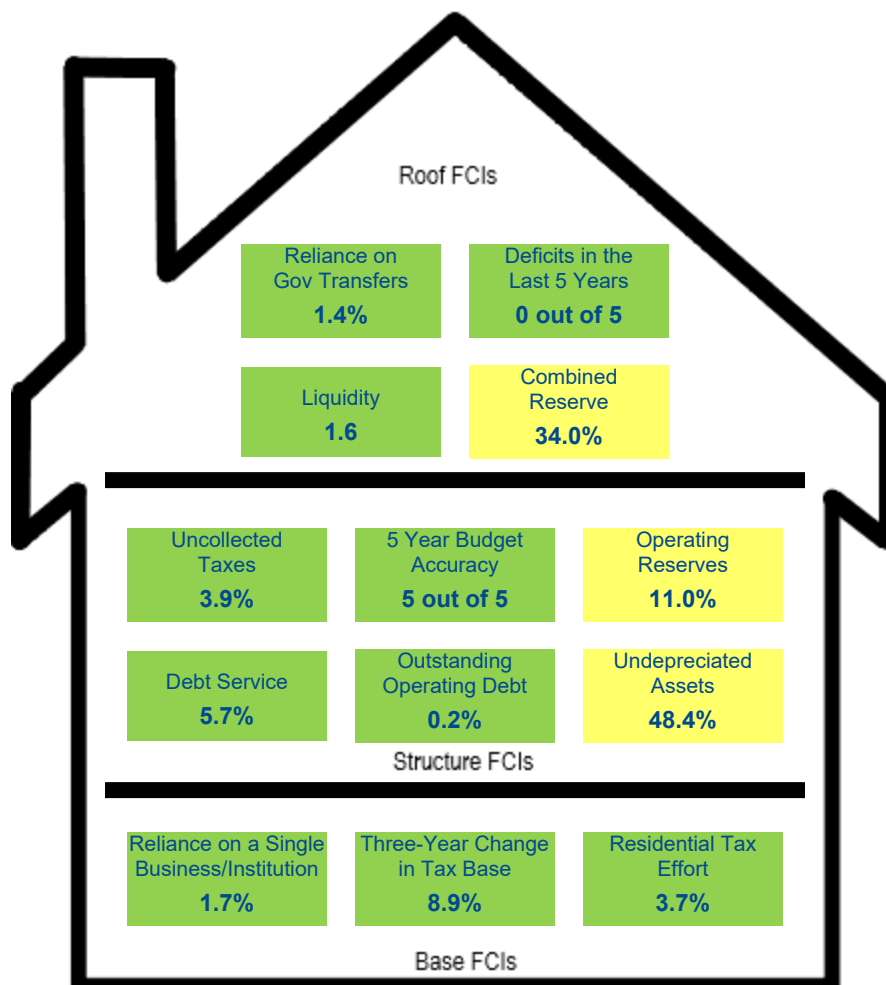 Roof FCIs
Reliance on
Gov Transfers
1.4%
Deficits in the
Last 5 Years
0 out of 5
Liquidity
1.6
Combined
Reserve
34.0%
Uncollected
Taxes
3.9%
5 Year Budget
Accuracy
5 out of 5
Operating
Reserves
11.0%
Debt Service
5.7%
Outstanding
Operating Debt
0.2%
Undepreciated
Assets
48.4%
Structure FCIs
Reliance on a Single
Business/Institution
1.7%
Three-Year Change
in Tax Base
8.9%
Residential Tax
Effort
3.7%
Base FCIs